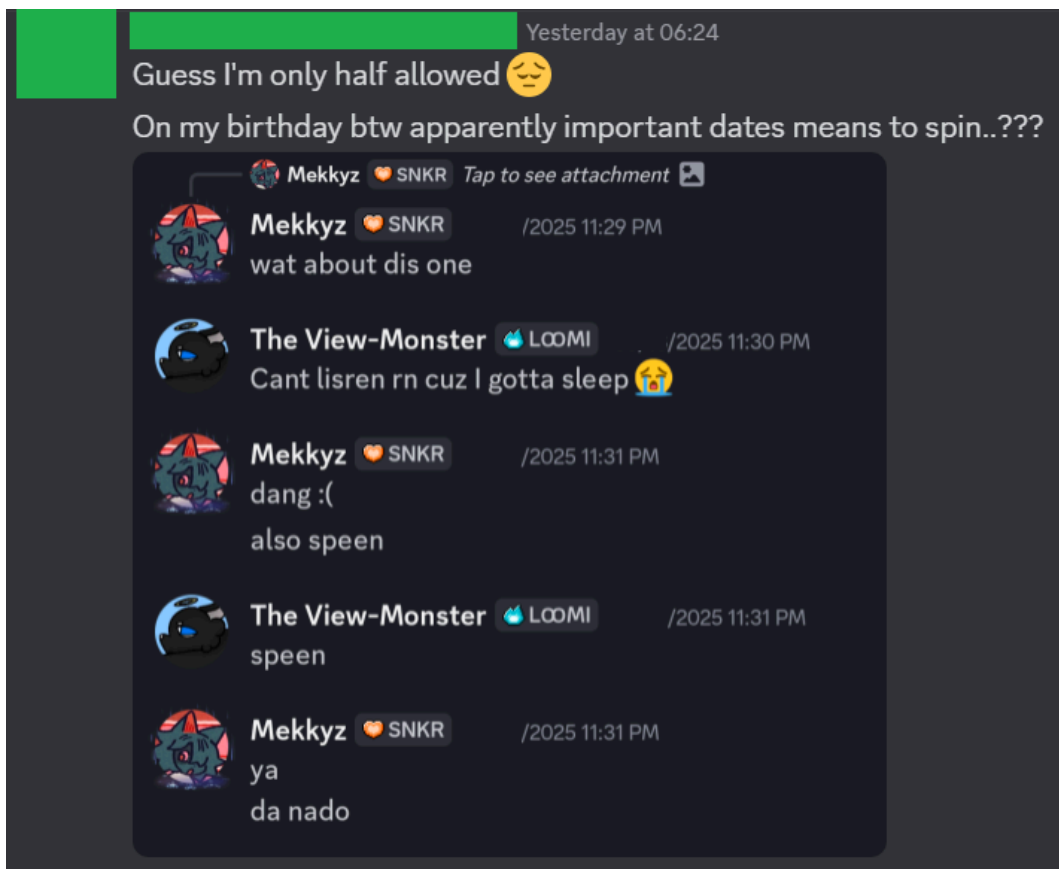 Yesterday at 06:24
Guess I'm only half allowed 😔
On my birthday btw apparently important dates means to spin..???
Mekkyz SNKR Tap to see attachment
Mekkyz SNKR /2025 11:29 PM
wat about dis one
The View-Monster LOOMI /2025 11:30 PM
Cant lisren rn cuz I gotta sleep 😭
Mekkyz SNKR /2025 11:31 PM
dang :(
also speen
The View-Monster LOOMI /2025 11:31 PM
speen
Mekkyz SNKR /2025 11:31 PM
ya
da nado